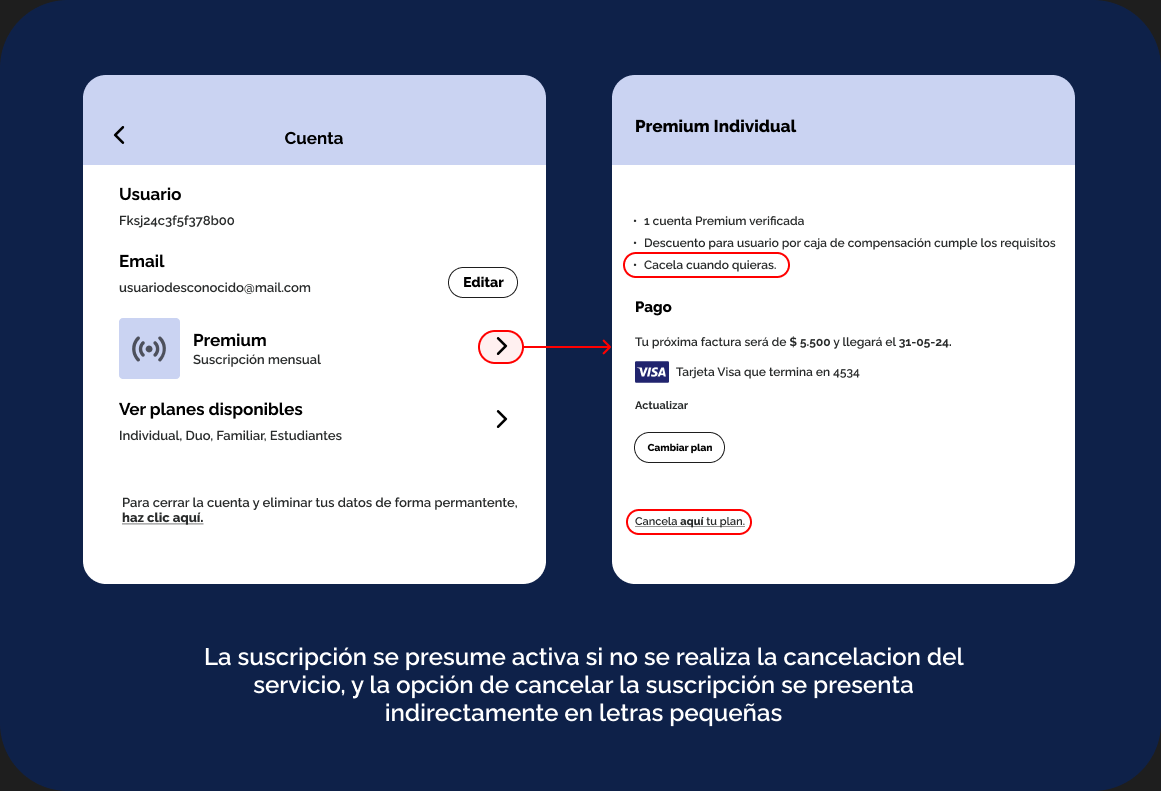 Cuenta
Usuario
Fksj24c3f5f378b00
Email
usuariodesconocido@mail.com
Editar
Premium
Suscripción mensual
Ver planes disponibles
Individual, Duo, Familiar, Estudiantes
Para cerrar la cuenta y eliminar tus datos de forma permantente,
haz clic aquí.
Premium Individual
• 1 cuenta Premium verificada
• Descuento para usuario por caja de compensación cumple los requisitos
• Cacela cuando quieras.
Pago
Tu próxima factura será de $ 5.500 y llegará el 31-05-24.
VISA Tarjeta Visa que termina en 4534
Actualizar
Cambiar plan
Cancela aquí tu plan.
La suscripción se presume activa si no se realiza la cancelacion del
servicio, y la opción de cancelar la suscripción se presenta
indirectamente en letras pequeñas